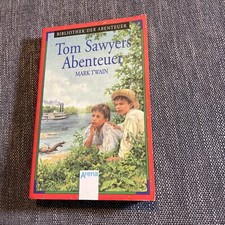 BIBLIOTHEK DER ABENTEUER
Tom Sawyers
Abenteuer
MARK TWAIN
Arena